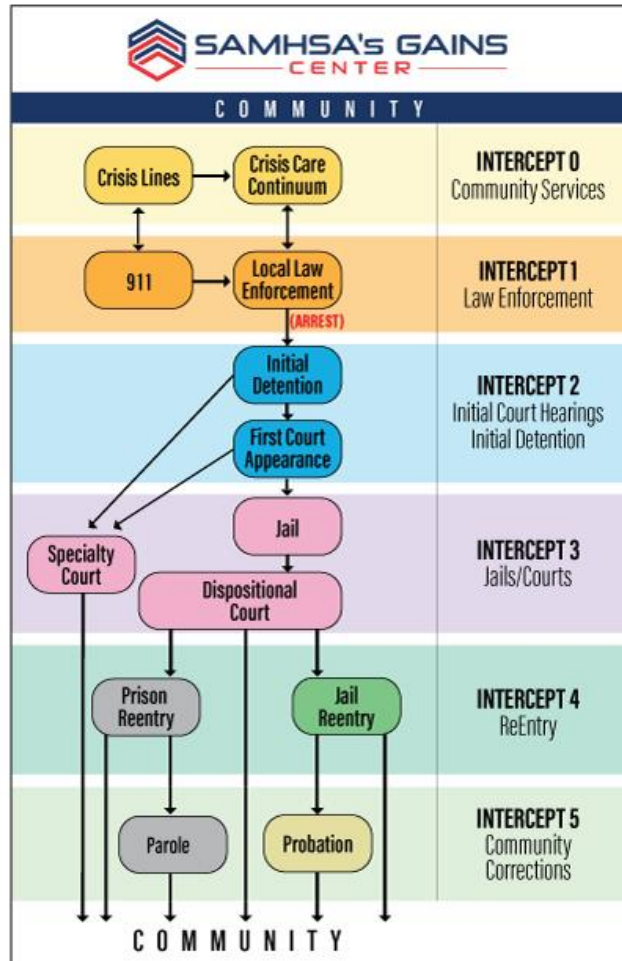 SAMHSA's GAINS
CENTER
COMMUNITY
Crisis Lines
Crisis Care
Continuum
INTERCEPT 0
Community Services
911
Local Law
Enforcement
(ARREST)
INTERCEPT 1
Law Enforcement
Initial
Detention
First Court
Appearance
INTERCEPT 2
Initial Court Hearings
Initial Detention
Jail
Specialty
Court
Dispositional
Court
INTERCEPT 3
Jails/Courts
Prison
Reentry
Jail
Reentry
INTERCEPT 4
ReEntry
Parole
Probation
INTERCEPT 5
Community
Corrections
COMMUNITY